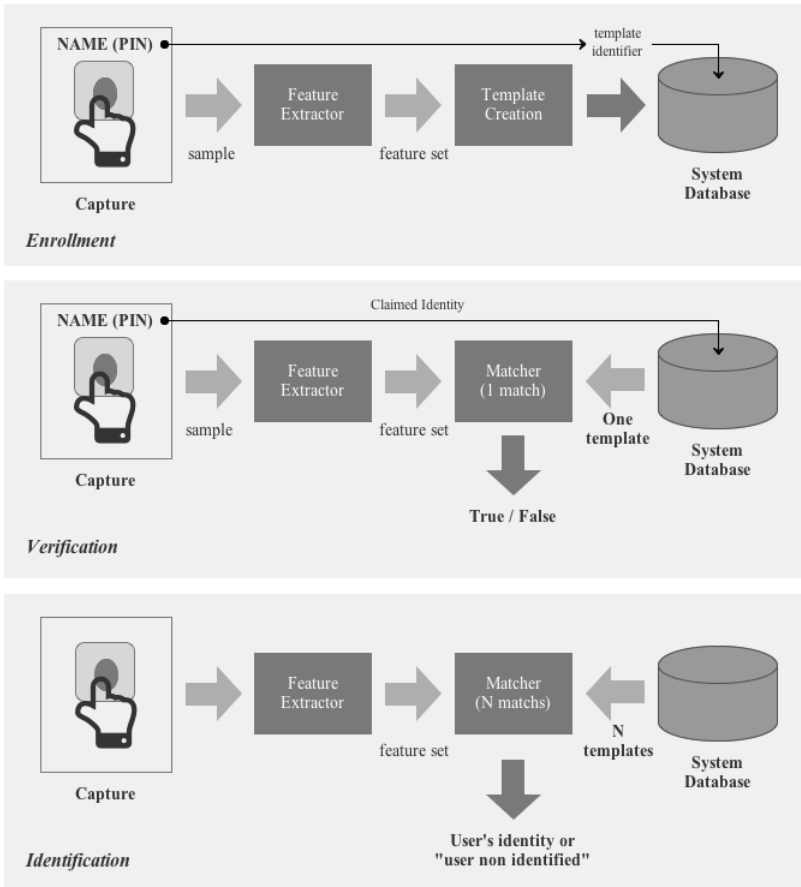 NAME (PIN)
template
identifier
Feature
Extractor
Template
Creation
sample
feature set
System
Database
Capture
Enrollment
NAME (PIN)
Claimed Identity
Feature
Extractor
Matcher
(1 match)
sample
feature set
One
template
System
Database
Capture
True / False
Verification
Feature
Extractor
Matcher
(N matchs)
feature set
N
templates
System
Database
Capture
User's identity or
"user non identified"
Identification